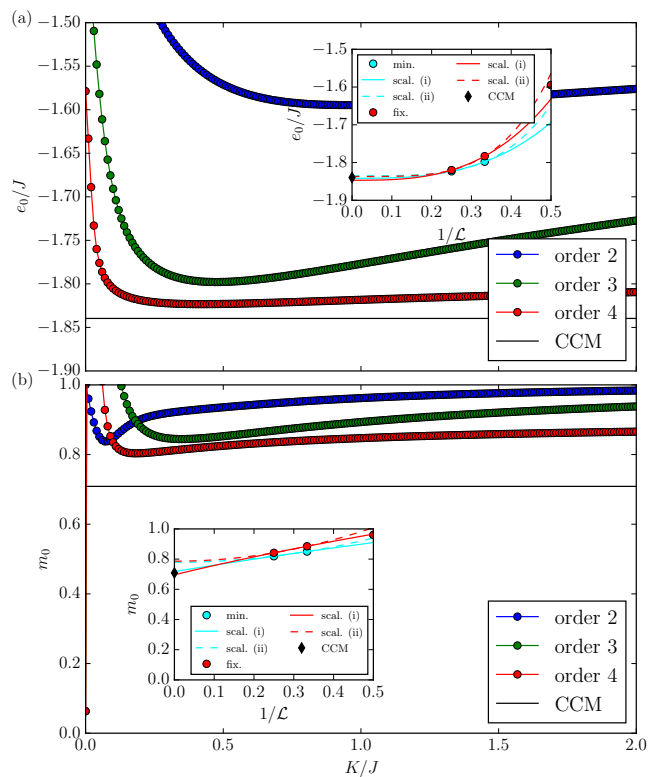 (a)
−1.50
−1.55
−1.60
−1.65
−1.70
−1.75
−1.80
−1.85
−1.90
e₀/J
−1.5
−1.6
−1.7
−1.8
−1.9
e₀/J
min.
scal. (i)
scal. (ii)
fix.
scal. (i)
scal. (ii)
CCM
0.0 0.1 0.2 0.3 0.4 0.5
1/ℒ
order 2
order 3
order 4
CCM
(b)
1.0
0.8
0.6
0.4
0.2
0.0
m₀
1.0
0.8
0.6
0.4
0.2
0.0
m₀
min.
scal. (i)
scal. (ii)
fix.
scal. (i)
scal. (ii)
CCM
0.0 0.1 0.2 0.3 0.4 0.5
1/ℒ
order 2
order 3
order 4
CCM
0.0 0.5 1.0 1.5 2.0
K/J